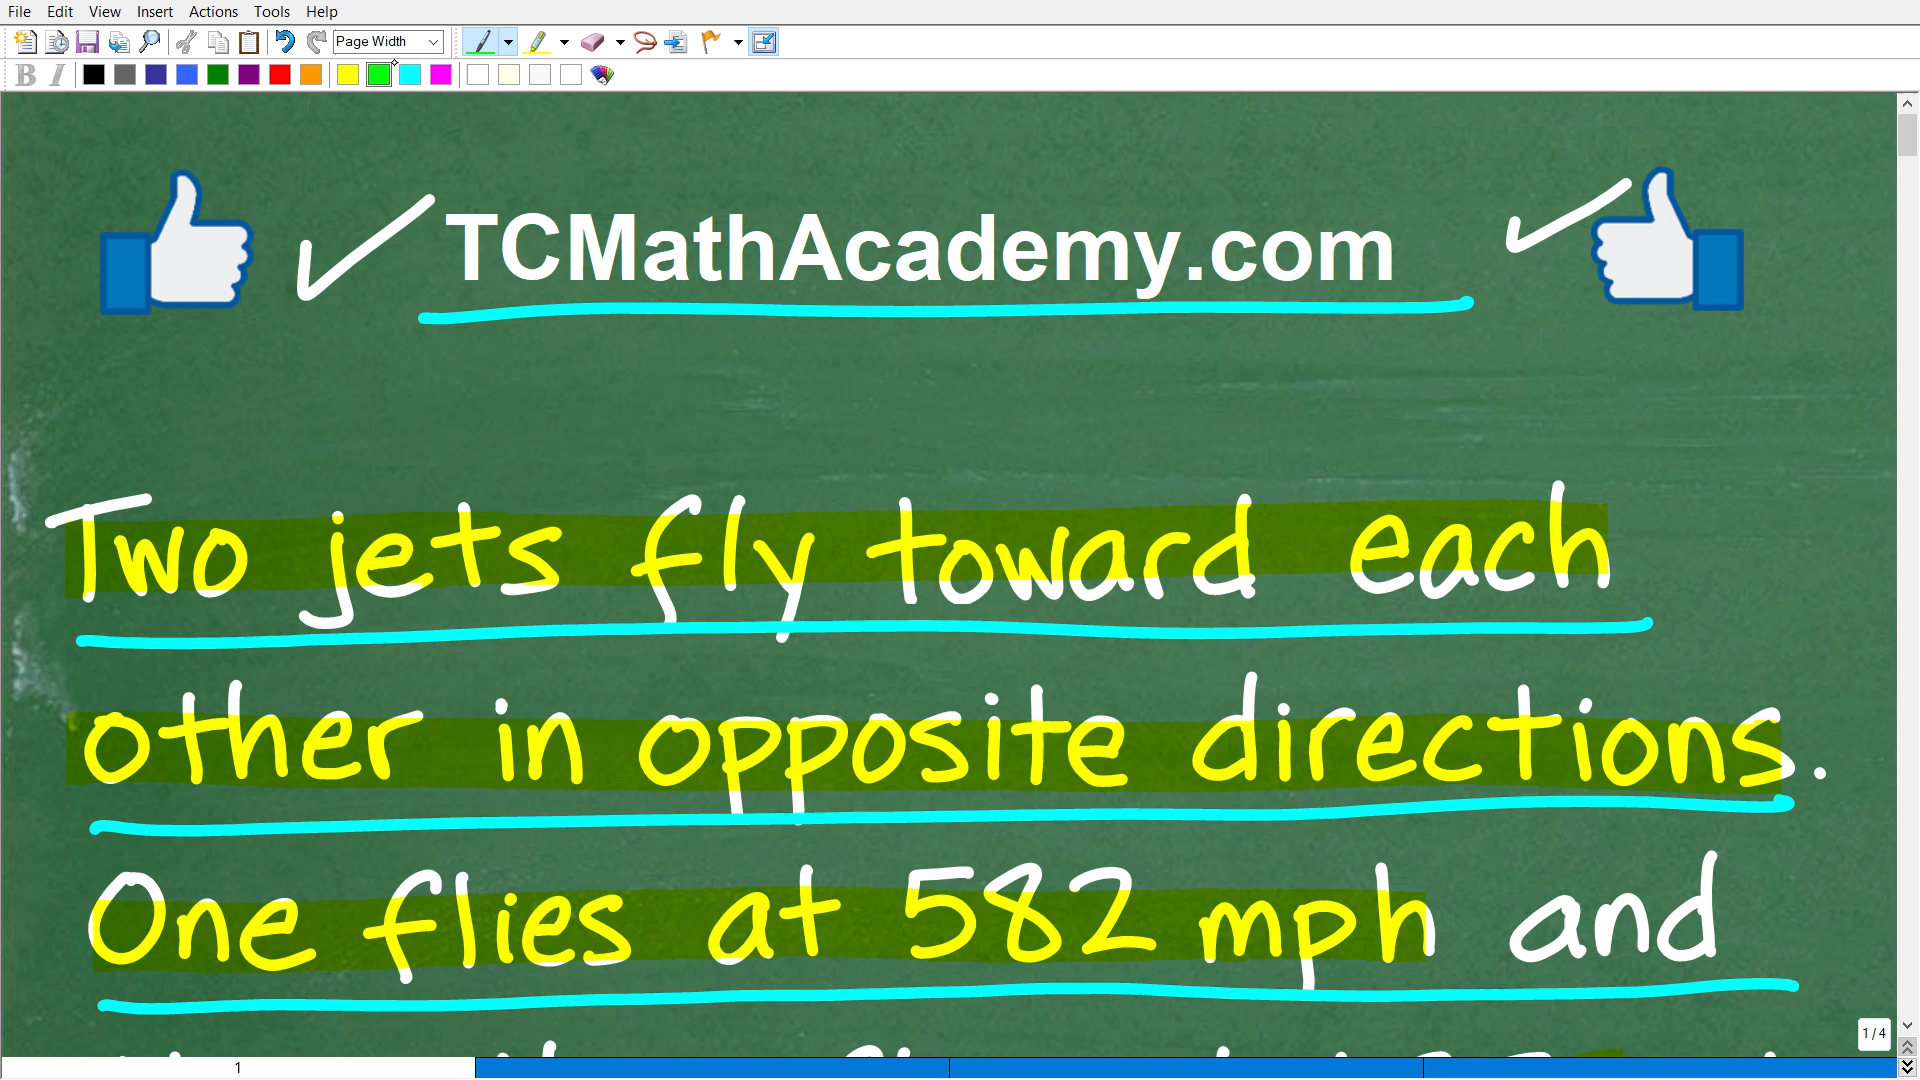 File Edit View Insert Actions Tools Help
Page Width
B I
TCMathAcademy.com
Two jets fly toward each
other in opposite directions.
One flies at 582 mph and
1 / 4
1